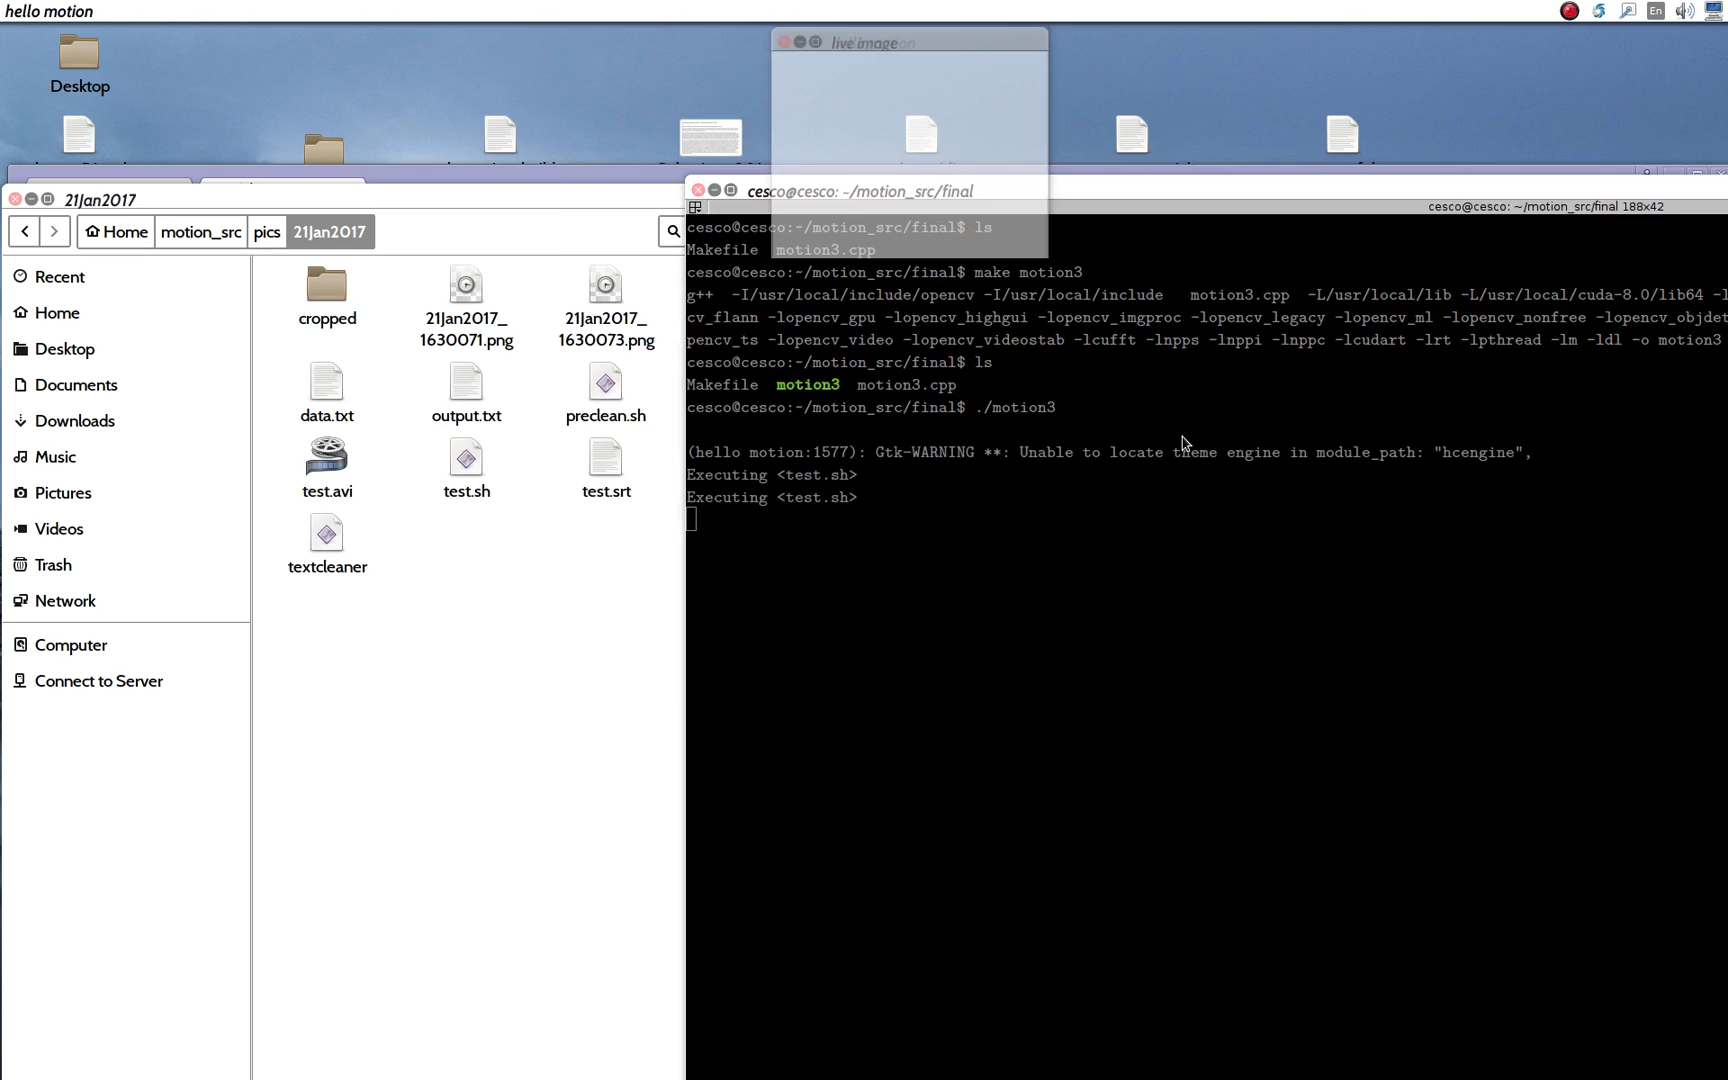 hello motion
En
Desktop
live image
21Jan2017
Home
motion_src
pics
21Jan2017
Recent
Home
Desktop
Documents
Downloads
Music
Pictures
Videos
Trash
Network
Computer
Connect to Server
cropped
21Jan2017_
1630071.png
21Jan2017_
1630073.png
data.txt
output.txt
preclean.sh
test.avi
test.sh
test.srt
textcleaner
cesco@cesco: ~/motion_src/final
cesco@cesco: ~/motion_src/final 188x42
cesco@cesco:~/motion_src/final$ ls
Makefile motion3.cpp
cesco@cesco:~/motion_src/final$ make motion3
g++ -I/usr/local/include/opencv -I/usr/local/include motion3.cpp -L/usr/local/lib -L/usr/local/cuda-8.0/lib64 -l
cv_flann -lopencv_gpu -lopencv_highgui -lopencv_imgproc -lopencv_legacy -lopencv_ml -lopencv_nonfree -lopencv_objdet
pencv_ts -lopencv_video -lopencv_videostab -lcufft -lnpps -lnppi -lnppc -lcudart -lrt -lpthread -lm -ldl -o motion3
cesco@cesco:~/motion_src/final$ ls
Makefile motion3 motion3.cpp
cesco@cesco:~/motion_src/final$ ./motion3
(hello motion:1577): Gtk-WARNING **: Unable to locate theme engine in module_path: "hcengine",
Executing <test.sh>
Executing <test.sh>